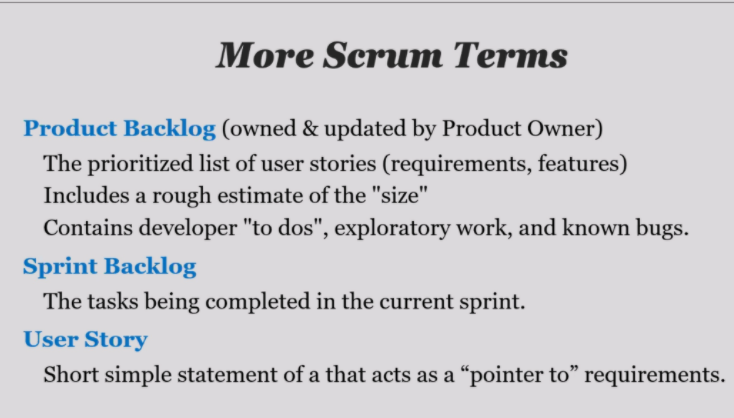 More Scrum Terms
Product Backlog (owned & updated by Product Owner)
The prioritized list of user stories (requirements, features)
Includes a rough estimate of the "size"
Contains developer "to dos", exploratory work, and known bugs.
Sprint Backlog
The tasks being completed in the current sprint.
User Story
Short simple statement of a that acts as a “pointer to” requirements.